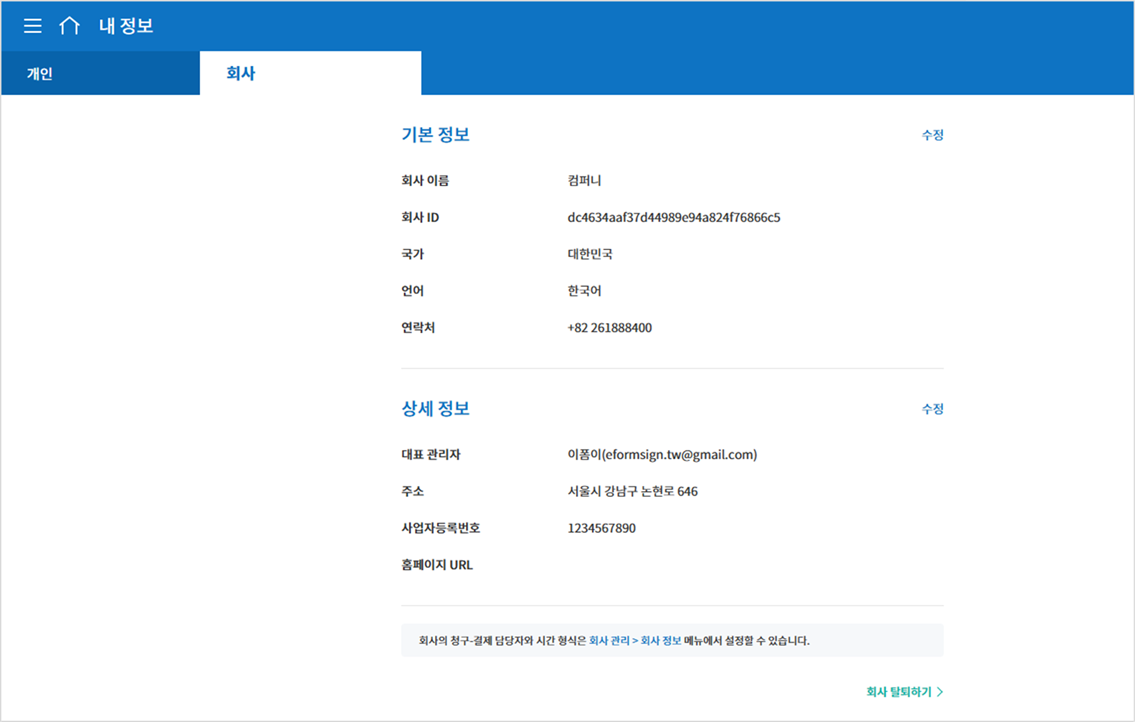 내 정보
개인
회사
기본 정보 수정
회사 이름 컴퍼니
회사 ID dc4634aaf37d44989e94a824f76866c5
국가 대한민국
언어 한국어
연락처 +82 261888400
상세 정보 수정
대표 관리자 이폼이(eformsign.tw@gmail.com)
주소 서울시 강남구 논현로 646
사업자등록번호 1234567890
홈페이지 URL
회사의 청구-결제 담당자와 시간 형식은 회사 관리 > 회사 정보 메뉴에서 설정할 수 있습니다.
회사 탈퇴하기 >